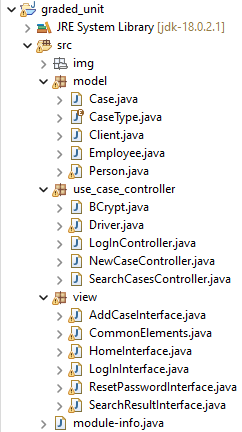 graded_unit
JRE System Library [jdk-18.0.2.1]
src
img
model
Case.java
CaseType.java
Client.java
Employee.java
Person.java
use_case_controller
BCrypt.java
Driver.java
LogInController.java
NewCaseController.java
SearchCasesController.java
view
AddCaseInterface.java
CommonElements.java
HomeInterface.java
LogInInterface.java
ResetPasswordInterface.java
SearchResultInterface.java
module-info.java